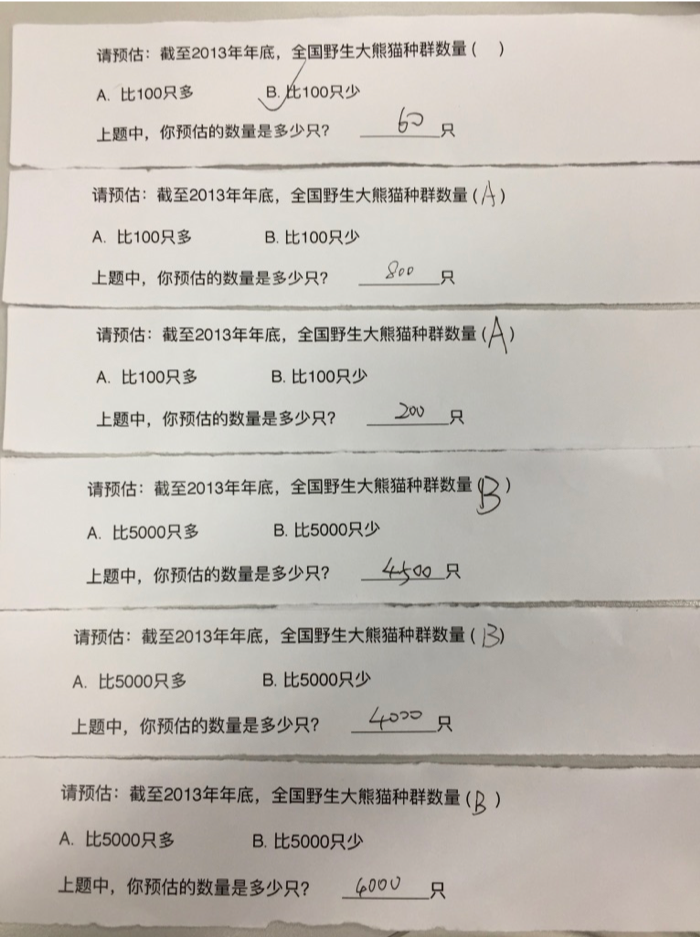 请预估：截至2013年年底，全国野生大熊猫种群数量（ ）
A. 比100只多 B. 比100只少
上题中，你预估的数量是多少只？ 60 只
请预估：截至2013年年底，全国野生大熊猫种群数量（A）
A. 比100只多 B. 比100只少
上题中，你预估的数量是多少只？ 800 只
请预估：截至2013年年底，全国野生大熊猫种群数量（A）
A. 比100只多 B. 比100只少
上题中，你预估的数量是多少只？ 200 只
请预估：截至2013年年底，全国野生大熊猫种群数量（B）
A. 比5000只多 B. 比5000只少
上题中，你预估的数量是多少只？ 4500 只
请预估：截至2013年年底，全国野生大熊猫种群数量（B）
A. 比5000只多 B. 比5000只少
上题中，你预估的数量是多少只？ 4000 只
请预估：截至2013年年底，全国野生大熊猫种群数量（B）
A. 比5000只多 B. 比5000只少
上题中，你预估的数量是多少只？ 4000 只